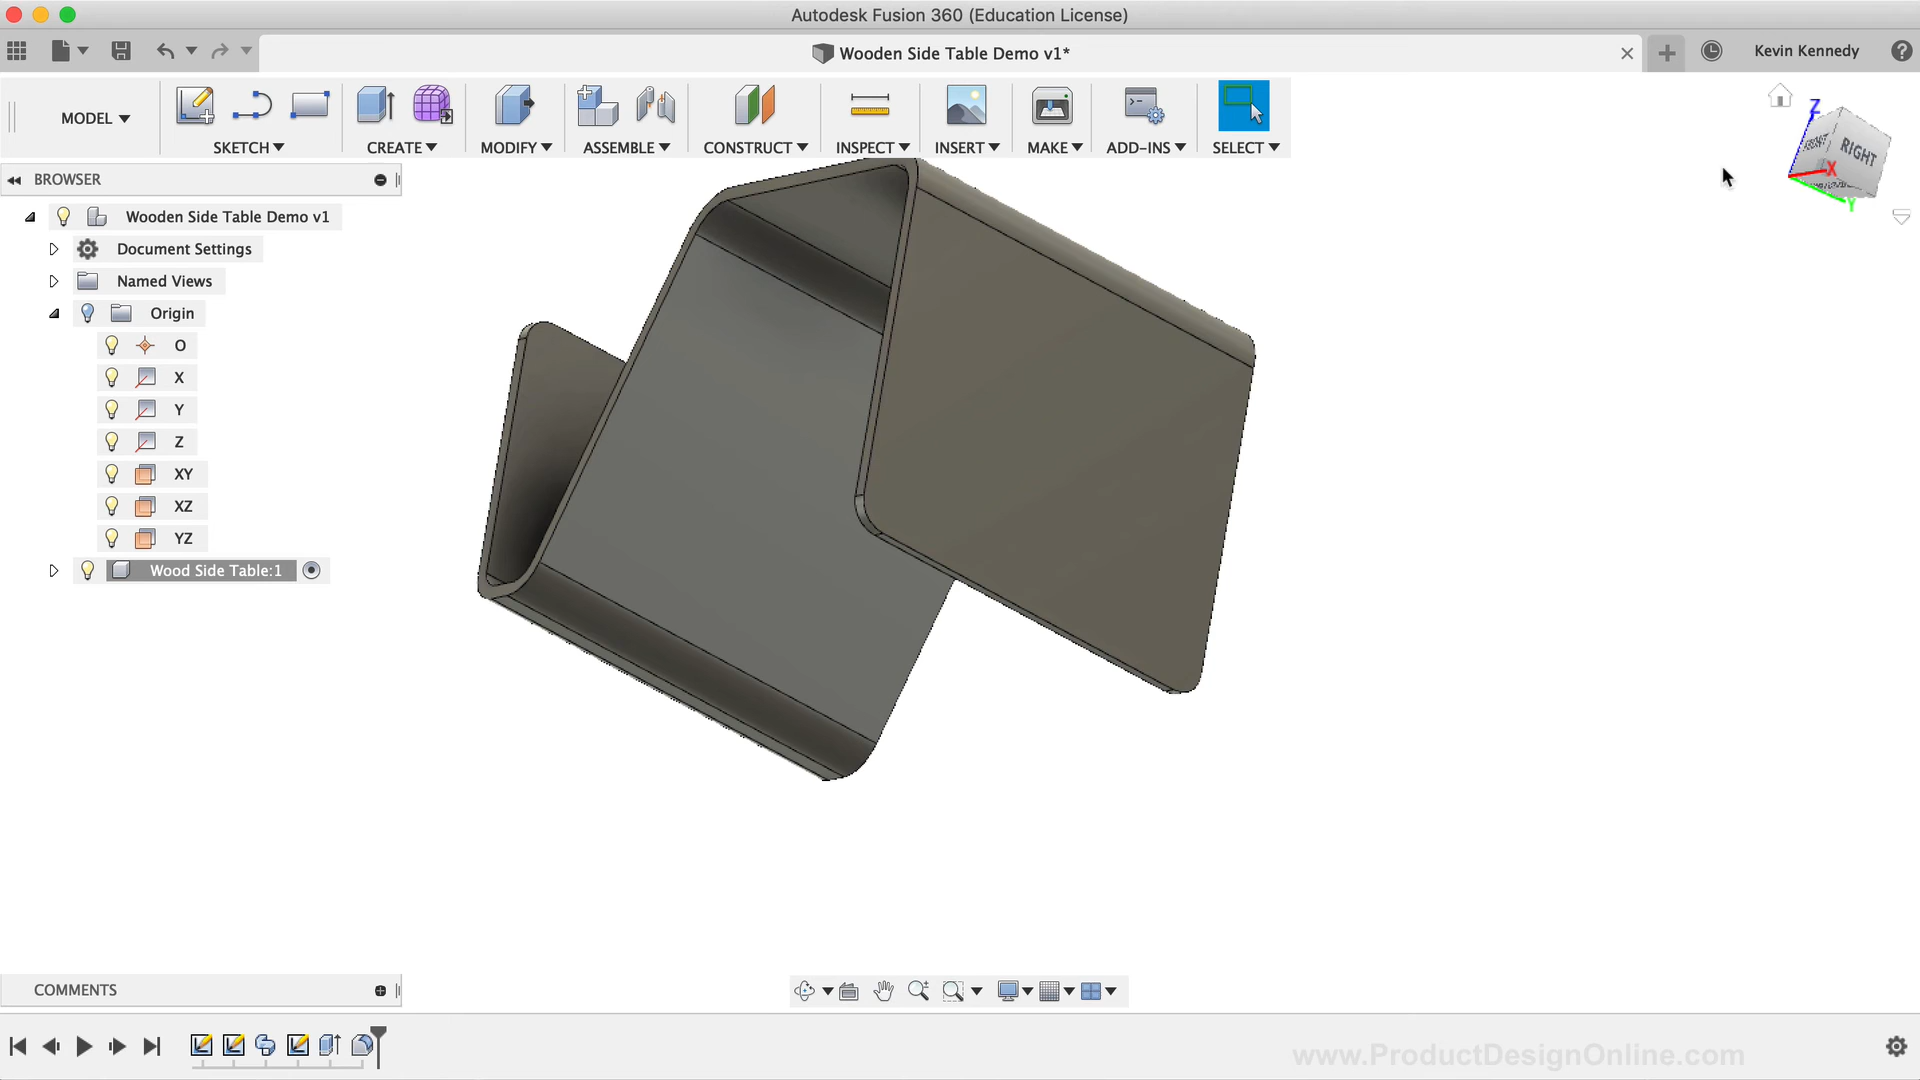 Autodesk Fusion 360 (Education License)
Wooden Side Table Demo v1*
Kevin Kennedy
MODEL
SKETCH
CREATE
MODIFY
ASSEMBLE
CONSTRUCT
INSPECT
INSERT
MAKE
ADD-INS
SELECT
Z
RIGHT
X
Y
BROWSER
Wooden Side Table Demo v1
Document Settings
Named Views
Origin
O
X
Y
Z
XY
XZ
YZ
Wood Side Table:1
COMMENTS
www.ProductDesignOnline.com